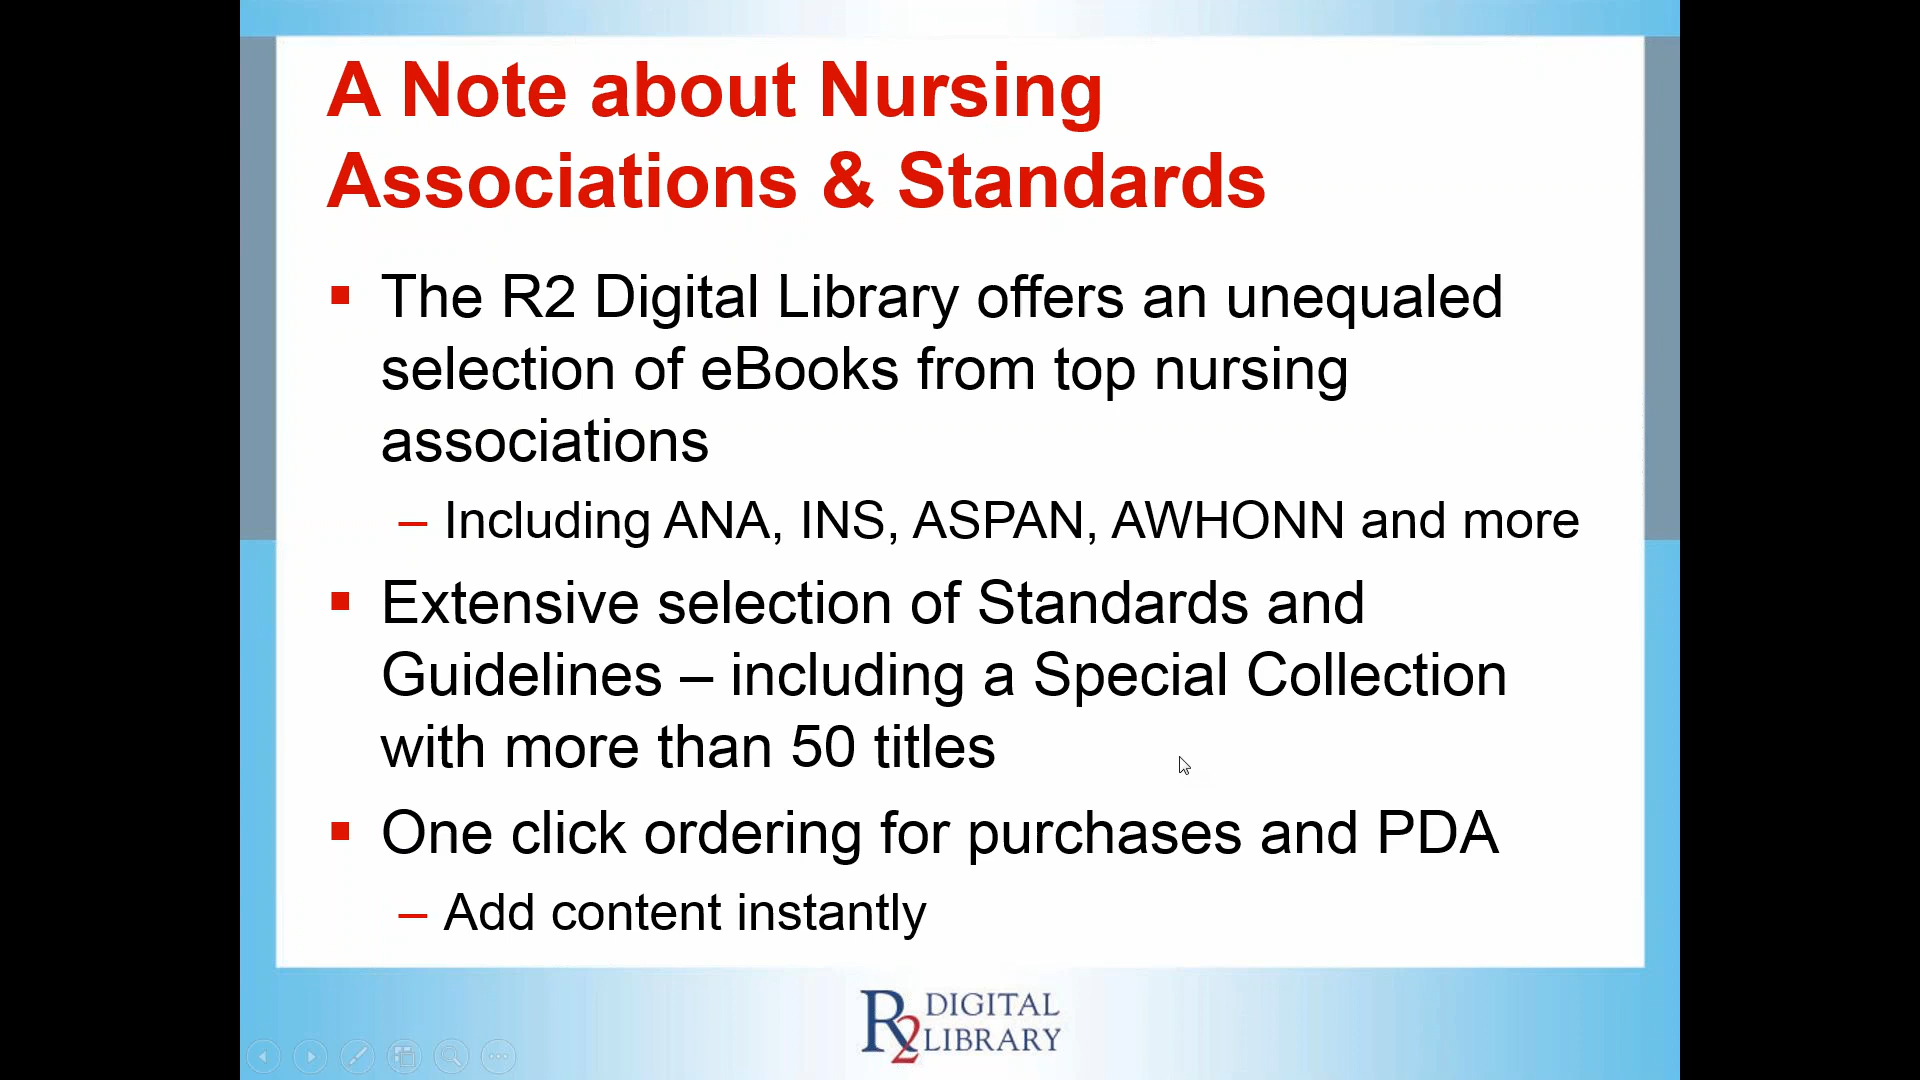 A Note about Nursing
Associations & Standards
▪ The R2 Digital Library offers an unequaled
selection of eBooks from top nursing
associations
– Including ANA, INS, ASPAN, AWHONN and more
▪ Extensive selection of Standards and
Guidelines – including a Special Collection
with more than 50 titles
▪ One click ordering for purchases and PDA
– Add content instantly
R2 DIGITAL
LIBRARY